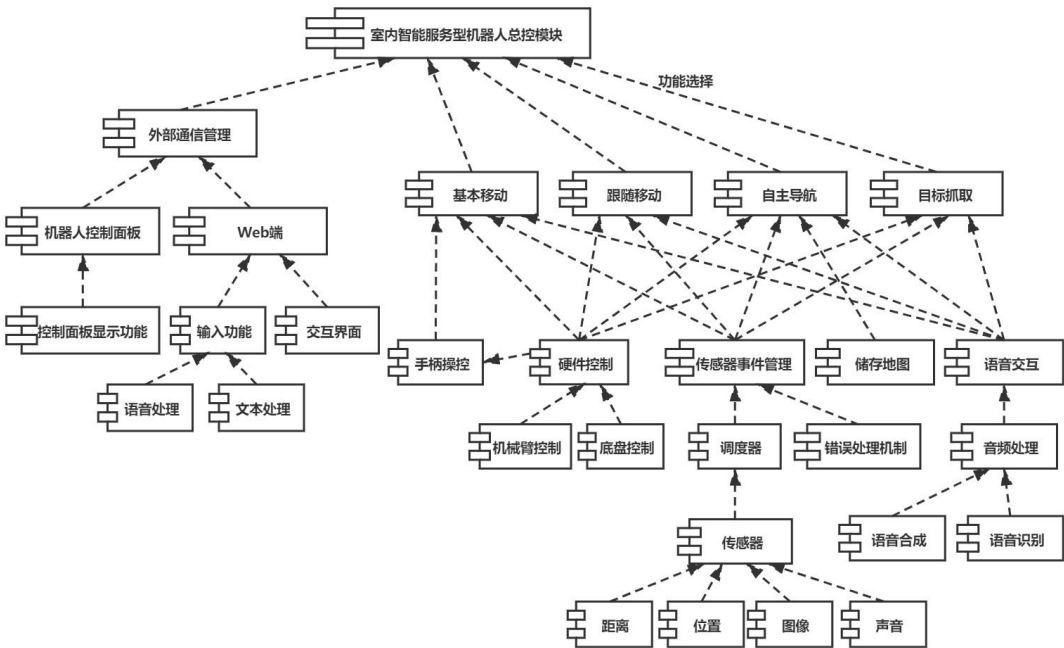 室内智能服务型机器人总控模块
功能选择
外部通信管理
基本移动
跟随移动
自主导航
目标抓取
机器人控制面板
Web端
控制面板显示功能
输入功能
交互界面
手柄操控
硬件控制
传感器事件管理
储存地图
语音交互
语音处理
文本处理
机械臂控制
底盘控制
调度器
错误处理机制
音频处理
传感器
语音合成
语音识别
距离
位置
图像
声音